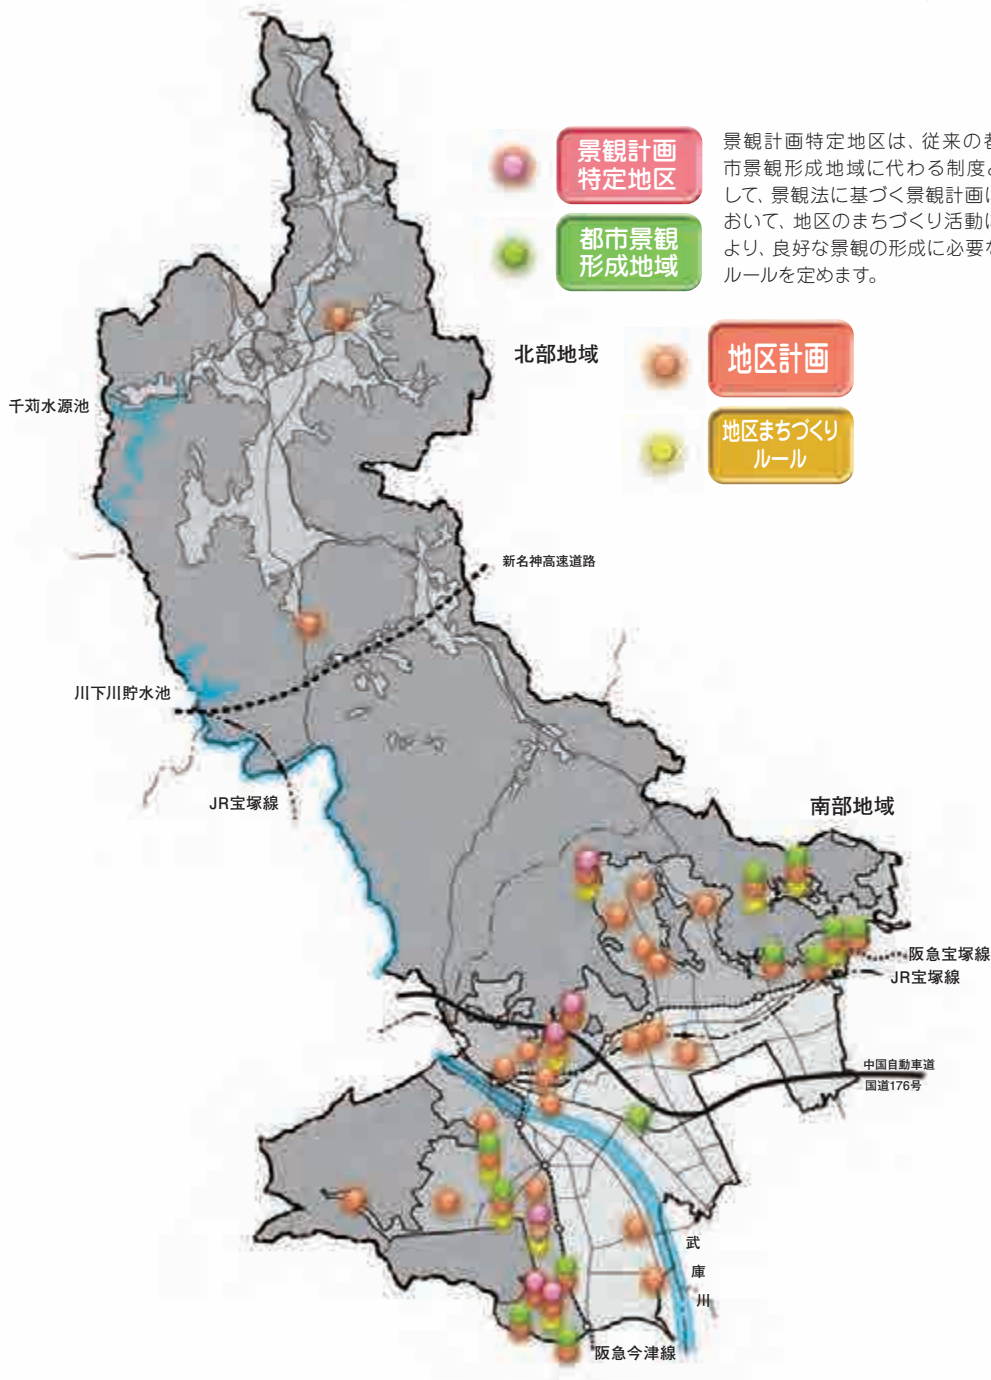 景観計画
特定地区
都市景観
形成地域
景観計画特定地区は、従来の都
市景観形成地域に代わる制度と
して、景観法に基づく景観計画に
おいて、地区のまちづくり活動に
より、良好な景観の形成に必要な
ルールを定めます。
北部地域
地区計画
地区まちづくり
ルール
千苅水源池
新名神高速道路
川下川貯水池
JR宝塚線
南部地域
阪急宝塚線
JR宝塚線
中国自動車道
国道176号
武庫川
阪急今津線